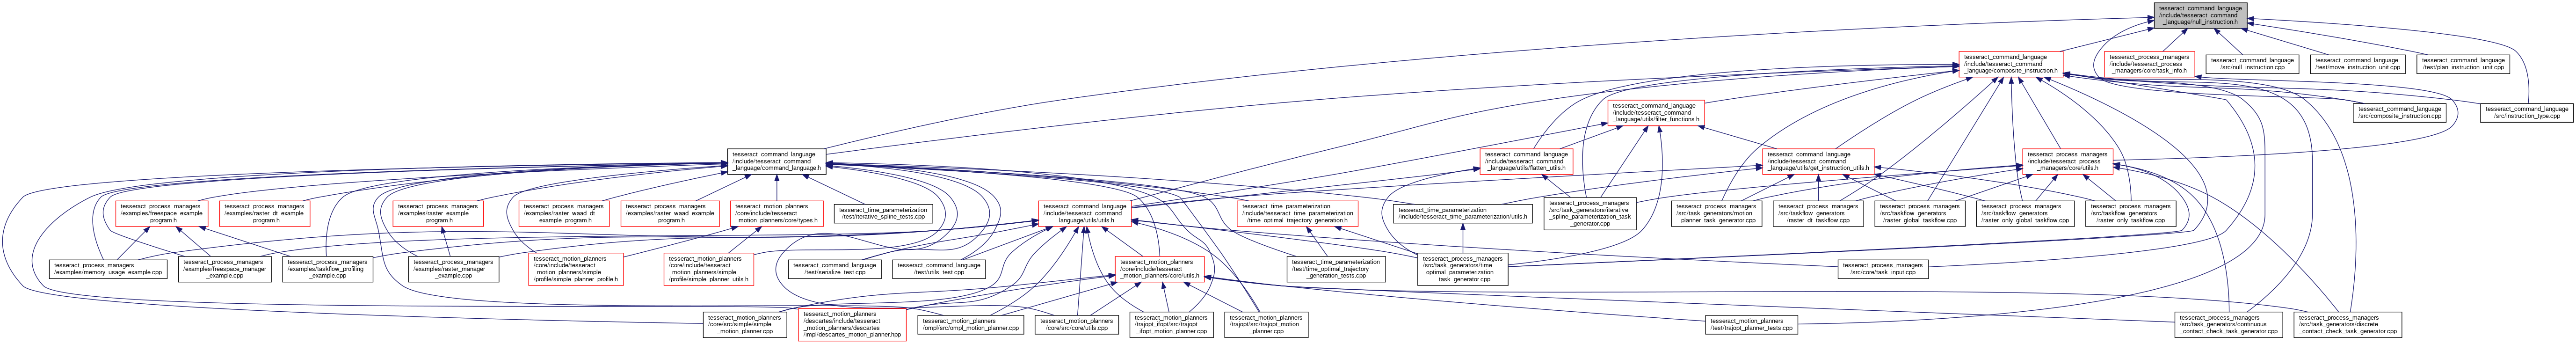 tesseract_command_language
/include/tesseract_command
_language/null_instruction.h
tesseract_command_language
/include/tesseract_command
_language/composite_instruction.h
tesseract_process_managers
/include/tesseract_process
_managers/core/task_info.h
tesseract_command_language
/src/null_instruction.cpp
tesseract_command_language
/test/move_instruction_unit.cpp
tesseract_command_language
/test/plan_instruction_unit.cpp
tesseract_command_language
/include/tesseract_command
_language/utils/filter_functions.h
tesseract_command_language
/src/composite_instruction.cpp
tesseract_command_language
/src/instruction_type.cpp
tesseract_command_language
/include/tesseract_command
_language/command_language.h
tesseract_command_language
/include/tesseract_command
_language/utils/flatten_utils.h
tesseract_command_language
/include/tesseract_command
_language/utils/get_instruction_utils.h
tesseract_process_managers
/include/tesseract_process
_managers/core/utils.h
tesseract_process_managers
/examples/freespace_example
_program.h
tesseract_process_managers
/examples/raster_dt_example
_program.h
tesseract_process_managers
/examples/raster_example
_program.h
tesseract_process_managers
/examples/raster_waad_dt
_example_program.h
tesseract_process_managers
/examples/raster_waad_example
_program.h
tesseract_motion_planners
/core/include/tesseract
_motion_planners/core/types.h
tesseract_time_parameterization
/test/iterative_spline_tests.cpp
tesseract_command_language
/include/tesseract_command
_language/utils/utils.h
tesseract_time_parameterization
/include/tesseract_time_parameterization
/time_optimal_trajectory_generation.h
tesseract_time_parameterization
/include/tesseract_time_parameterization/utils.h
tesseract_process_managers
/src/task_generators/iterative
_spline_parameterization_task
_generator.cpp
tesseract_process_managers
/src/task_generators/motion
_planner_task_generator.cpp
tesseract_process_managers
/src/taskflow_generators
/raster_dt_taskflow.cpp
tesseract_process_managers
/src/taskflow_generators
/raster_global_taskflow.cpp
tesseract_process_managers
/src/taskflow_generators
/raster_only_global_taskflow.cpp
tesseract_process_managers
/src/taskflow_generators
/raster_only_taskflow.cpp
tesseract_process_managers
/examples/memory_usage_example.cpp
tesseract_process_managers
/examples/freespace_manager
_example.cpp
tesseract_process_managers
/examples/taskflow_profiling
_example.cpp
tesseract_process_managers
/examples/raster_manager
_example.cpp
tesseract_motion_planners
/core/include/tesseract
_motion_planners/simple
/profile/simple_planner_profile.h
tesseract_motion_planners
/core/include/tesseract
_motion_planners/simple
/profile/simple_planner_utils.h
tesseract_command_language
/test/serialize_test.cpp
tesseract_command_language
/test/utils_test.cpp
tesseract_motion_planners
/core/include/tesseract
_motion_planners/core/utils.h
tesseract_time_parameterization
/test/time_optimal_trajectory
_generation_tests.cpp
tesseract_process_managers
/src/task_generators/time
_optimal_parameterization
_task_generator.cpp
tesseract_process_managers
/src/core/task_input.cpp
tesseract_motion_planners
/core/src/simple/simple
_motion_planner.cpp
tesseract_motion_planners
/descartes/include/tesseract
_motion_planners/descartes
/impl/descartes_motion_planner.hpp
tesseract_motion_planners
/ompl/src/ompl_motion_planner.cpp
tesseract_motion_planners
/core/src/core/utils.cpp
tesseract_motion_planners
/trajopt_ifopt/src/trajopt
_ifopt_motion_planner.cpp
tesseract_motion_planners
/trajopt/src/trajopt_motion
_planner.cpp
tesseract_motion_planners
/test/trajopt_planner_tests.cpp
tesseract_process_managers
/src/task_generators/continuous
_contact_check_task_generator.cpp
tesseract_process_managers
/src/task_generators/discrete
_contact_check_task_generator.cpp